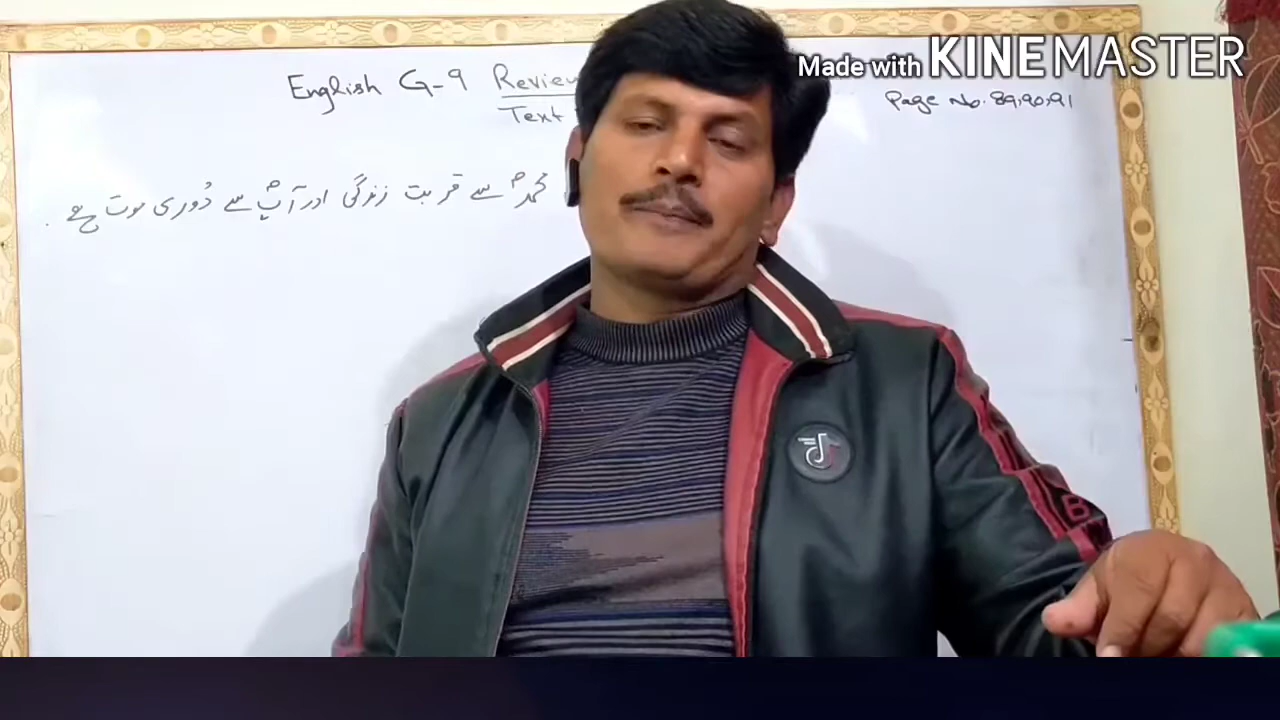 Made with KINEMASTER
English G-9 Review
Text
Page No. 89,90,91
محمدؐ سے قربت زندگی اور آپؐ سے دُوری موت ہے۔
B